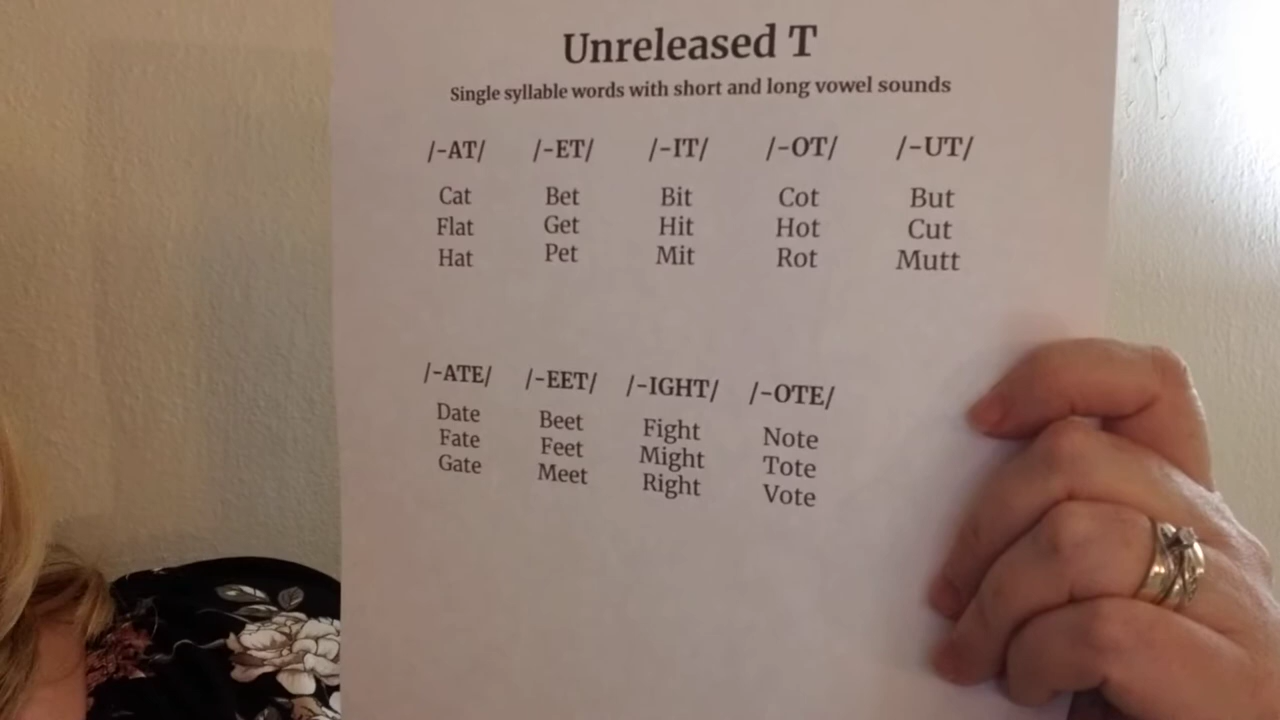 Unreleased T
Single syllable words with short and long vowel sounds
/-AT/ /-ET/ /-IT/ /-OT/ /-UT/
Cat Bet Bit Cot But
Flat Get Hit Hot Cut
Hat Pet Mit Rot Mutt
/-ATE/ /-EET/ /-IGHT/ /-OTE/
Date Beet Fight Note
Fate Feet Might Tote
Gate Meet Right Vote